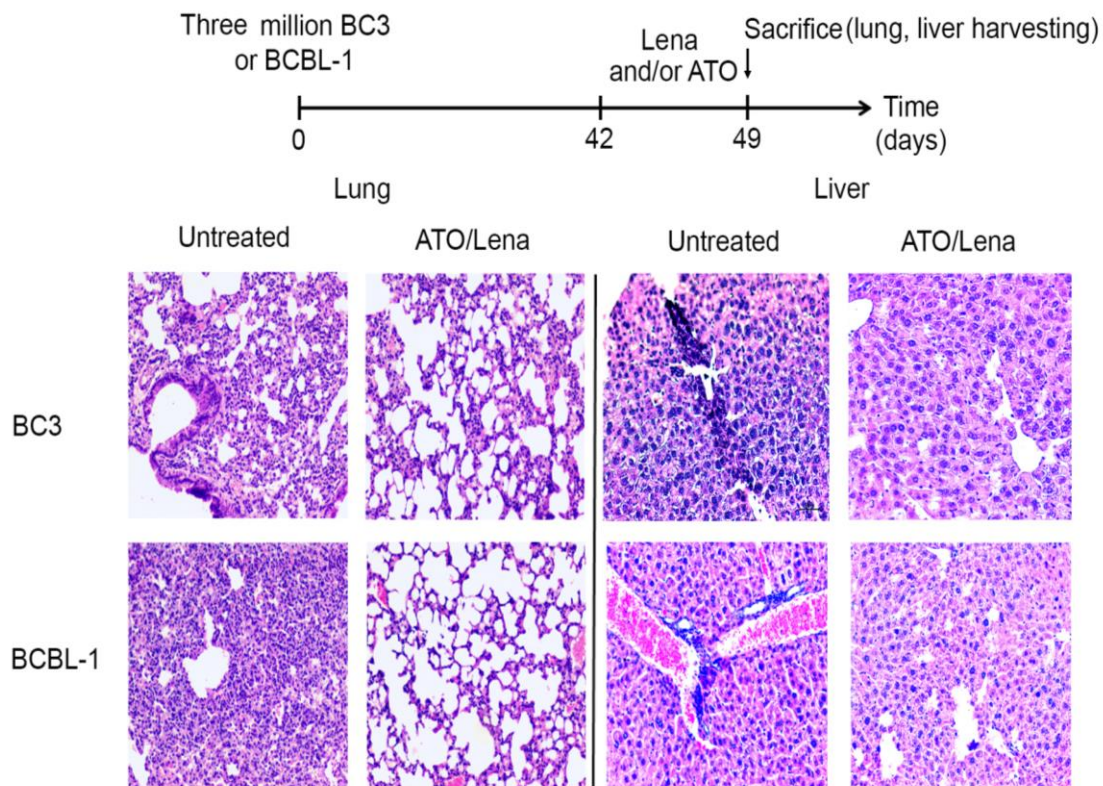 Three million BC3
or BCBL-1
Lena
and/or ATO
Sacrifice (lung, liver harvesting)
Time
(days)
0
42
49
Lung
Liver
Untreated
ATO/Lena
Untreated
ATO/Lena
BC3
BCBL-1